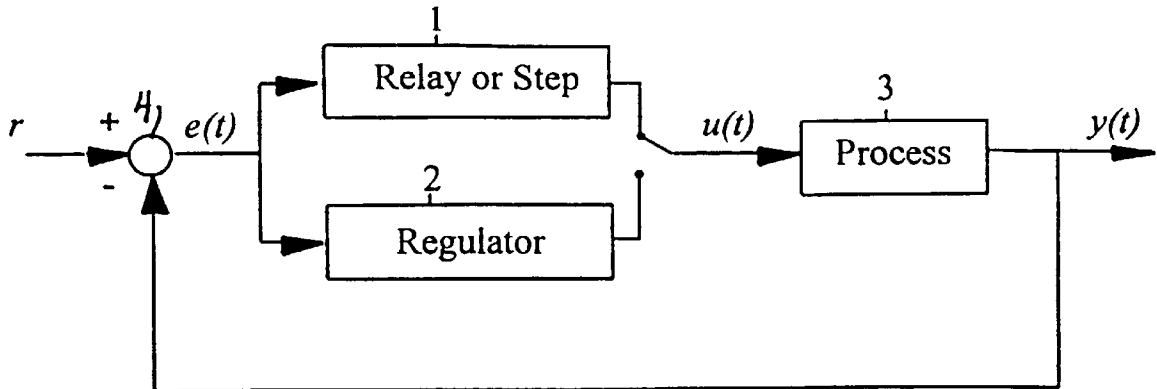 1
Relay or Step
r
+
4
e(t)
-
2
Regulator
u(t)
3
Process
y(t)